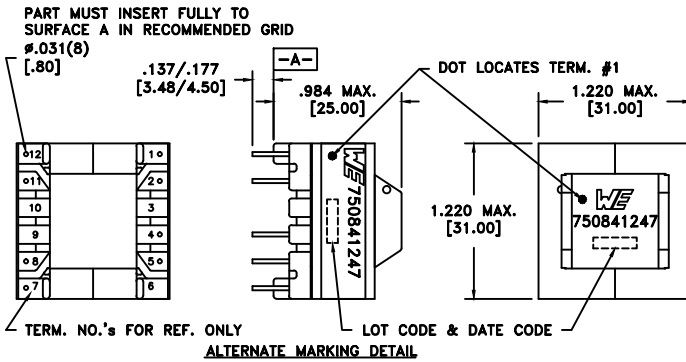 PART MUST INSERT FULLY TO
SURFACE A IN RECOMMENDED GRID
ø.031(8)
[.80]
.137/.177
[3.48/4.50]
-A-
.984 MAX.
[25.00]
DOT LOCATES TERM. #1
1.220 MAX.
[31.00]
12 1
11 2
10 3
9 4
8 5
7 6
WE 750841247
1.220 MAX.
[31.00]
WE
750841247
TERM. NO.'s FOR REF. ONLY
LOT CODE & DATE CODE
ALTERNATE MARKING DETAIL